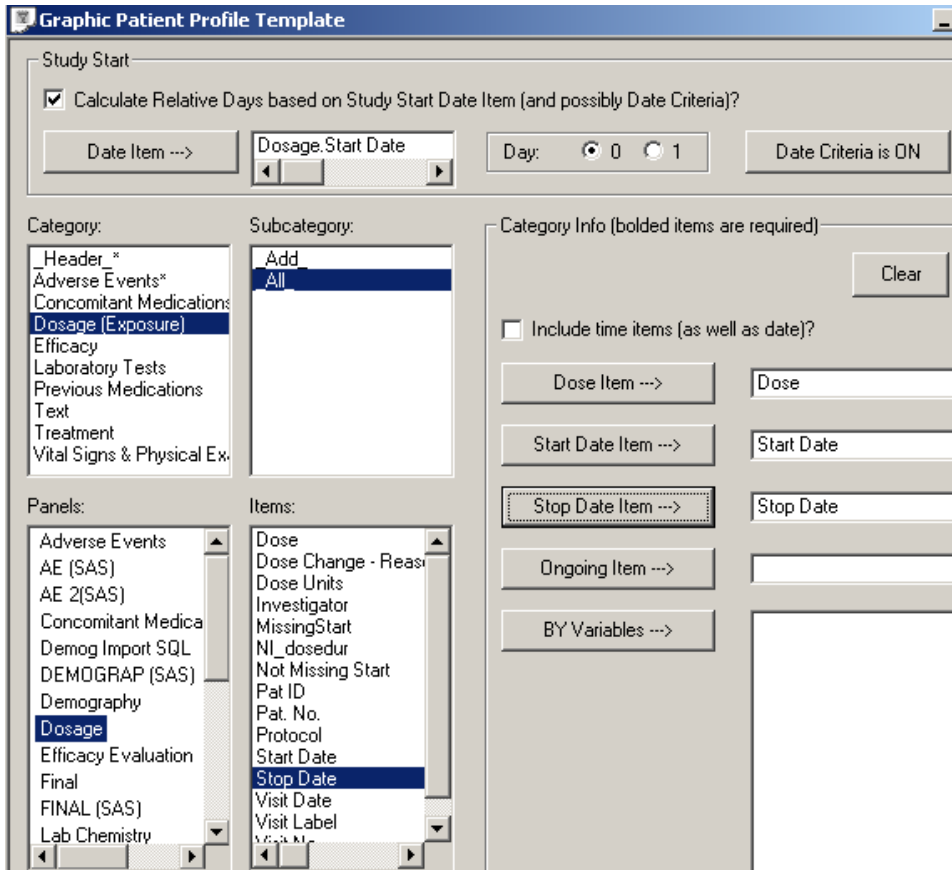 Graphic Patient Profile Template
Study Start
Calculate Relative Days based on Study Start Date Item (and possibly Date Criteria)?
Date Item --->
Dosage.Start Date
Day:
0
1
Date Criteria is ON
Category:
_Header_*
Adverse Events*
Concomitant Medications
Dosage (Exposure)
Efficacy
Laboratory Tests
Previous Medications
Text
Treatment
Vital Signs & Physical Ex
Subcategory:
_Add_
_All_
Category Info (bolded items are required)
Clear
Include time items (as well as date)?
Dose Item --->
Dose
Start Date Item --->
Start Date
Stop Date Item --->
Stop Date
Ongoing Item --->
BY Variables --->
Panels:
Adverse Events
AE (SAS)
AE 2(SAS)
Concomitant Medica
Demog Import SQL
DEMOGRAP (SAS)
Demography
Dosage
Efficacy Evaluation
Final
FINAL (SAS)
Lab Chemistry
Items:
Dose
Dose Change - Reas
Dose Units
Investigator
MissingStart
NI_dosedur
Not Missing Start
Pat ID
Pat. No.
Protocol
Start Date
Stop Date
Visit Date
Visit Label